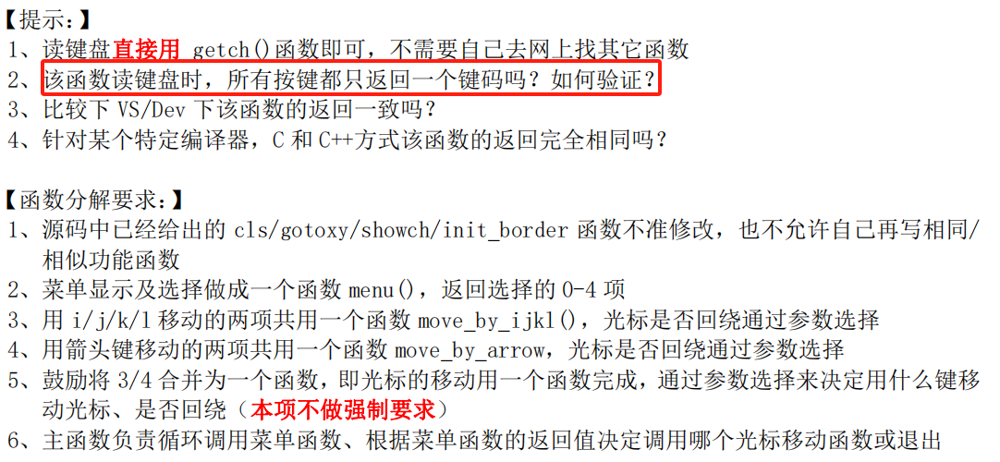 【提示:】
1、读键盘直接用 getch()函数即可，不需要自己去网上找其它函数
2、该函数读键盘时，所有按键都只返回一个键码吗？如何验证？
3、比较下 VS/Dev 下该函数的返回一致吗？
4、针对某个特定编译器，C 和 C++方式该函数的返回完全相同吗？
【函数分解要求:】
1、源码中已经给出的 cls/gotoxy/showch/init_border 函数不准修改，也不允许自己再写相同/
相似功能函数
2、菜单显示及选择做成一个函数 menu()，返回选择的 0-4 项
3、用 i/j/k/l 移动的两项共用一个函数 move_by_ijkl()，光标是否回绕通过参数选择
4、用箭头键移动的两项共用一个函数 move_by_arrow，光标是否回绕通过参数选择
5、鼓励将 3/4 合并为一个函数，即光标的移动用一个函数完成，通过参数选择来决定用什么键移
动光标、是否回绕（本项不做强制要求）
6、主函数负责循环调用菜单函数、根据菜单函数的返回值决定调用哪个光标移动函数或退出